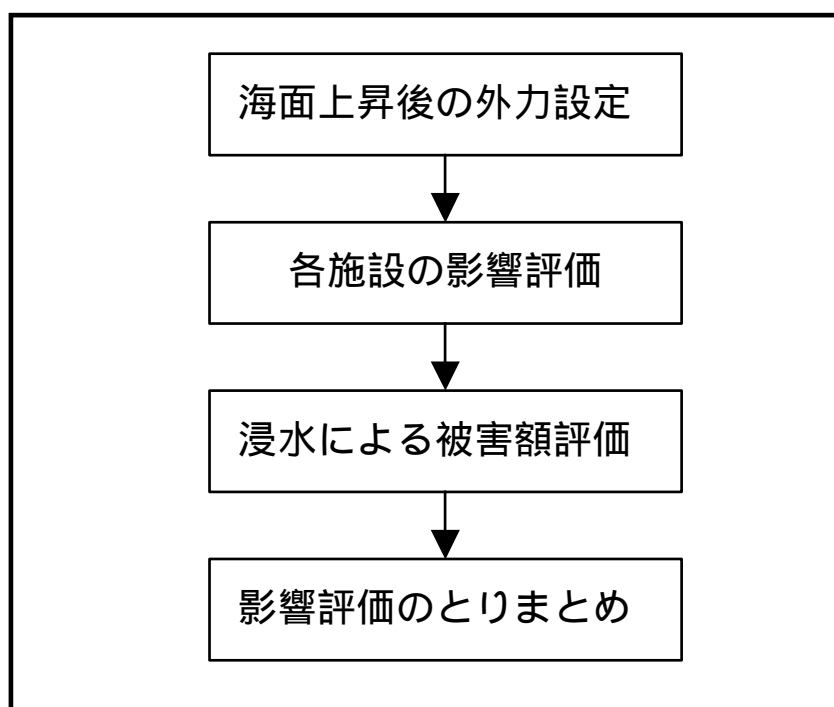 海面上昇後の外力設定
各施設の影響評価
浸水による被害額評価
影響評価のとりまとめ